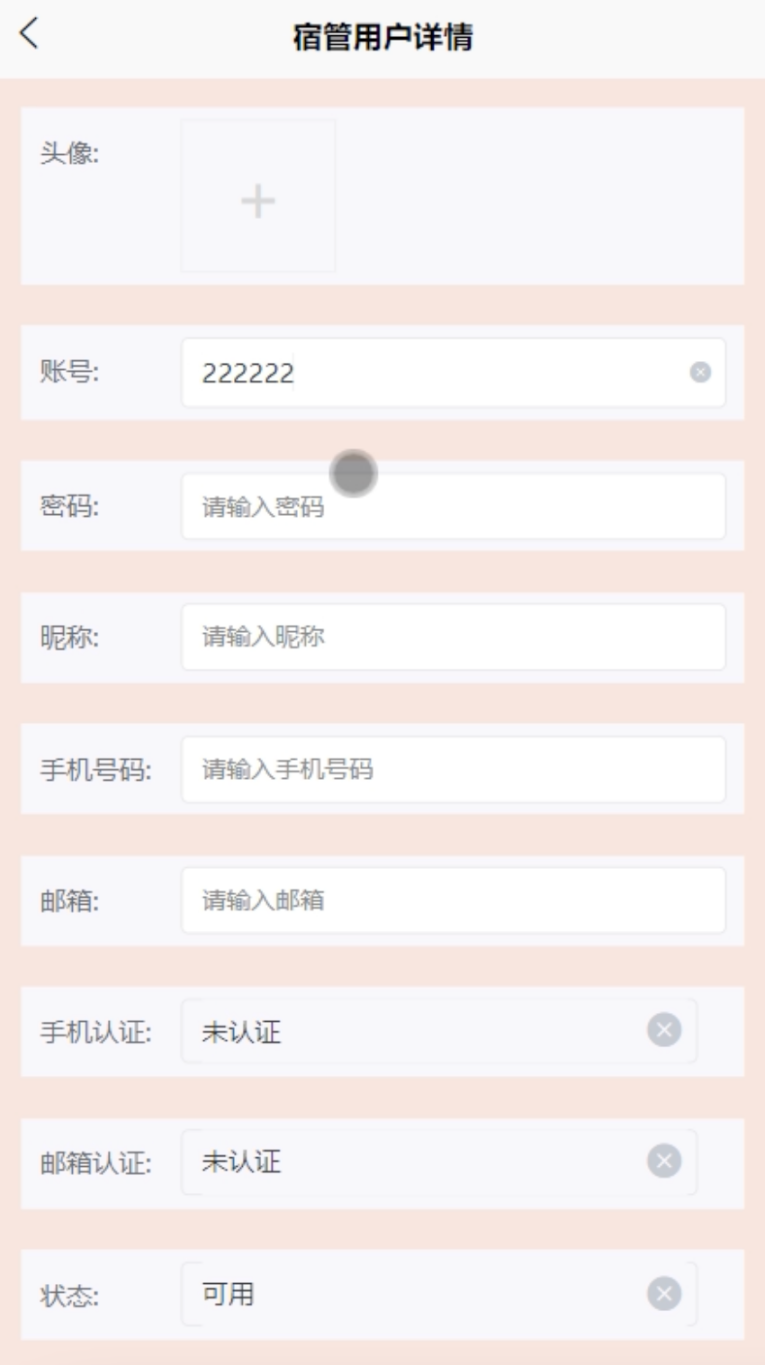 宿管用户详情
头像:
账号: 222222
密码: 请输入密码
昵称: 请输入昵称
手机号码: 请输入手机号码
邮箱: 请输入邮箱
手机认证: 未认证
邮箱认证: 未认证
状态: 可用